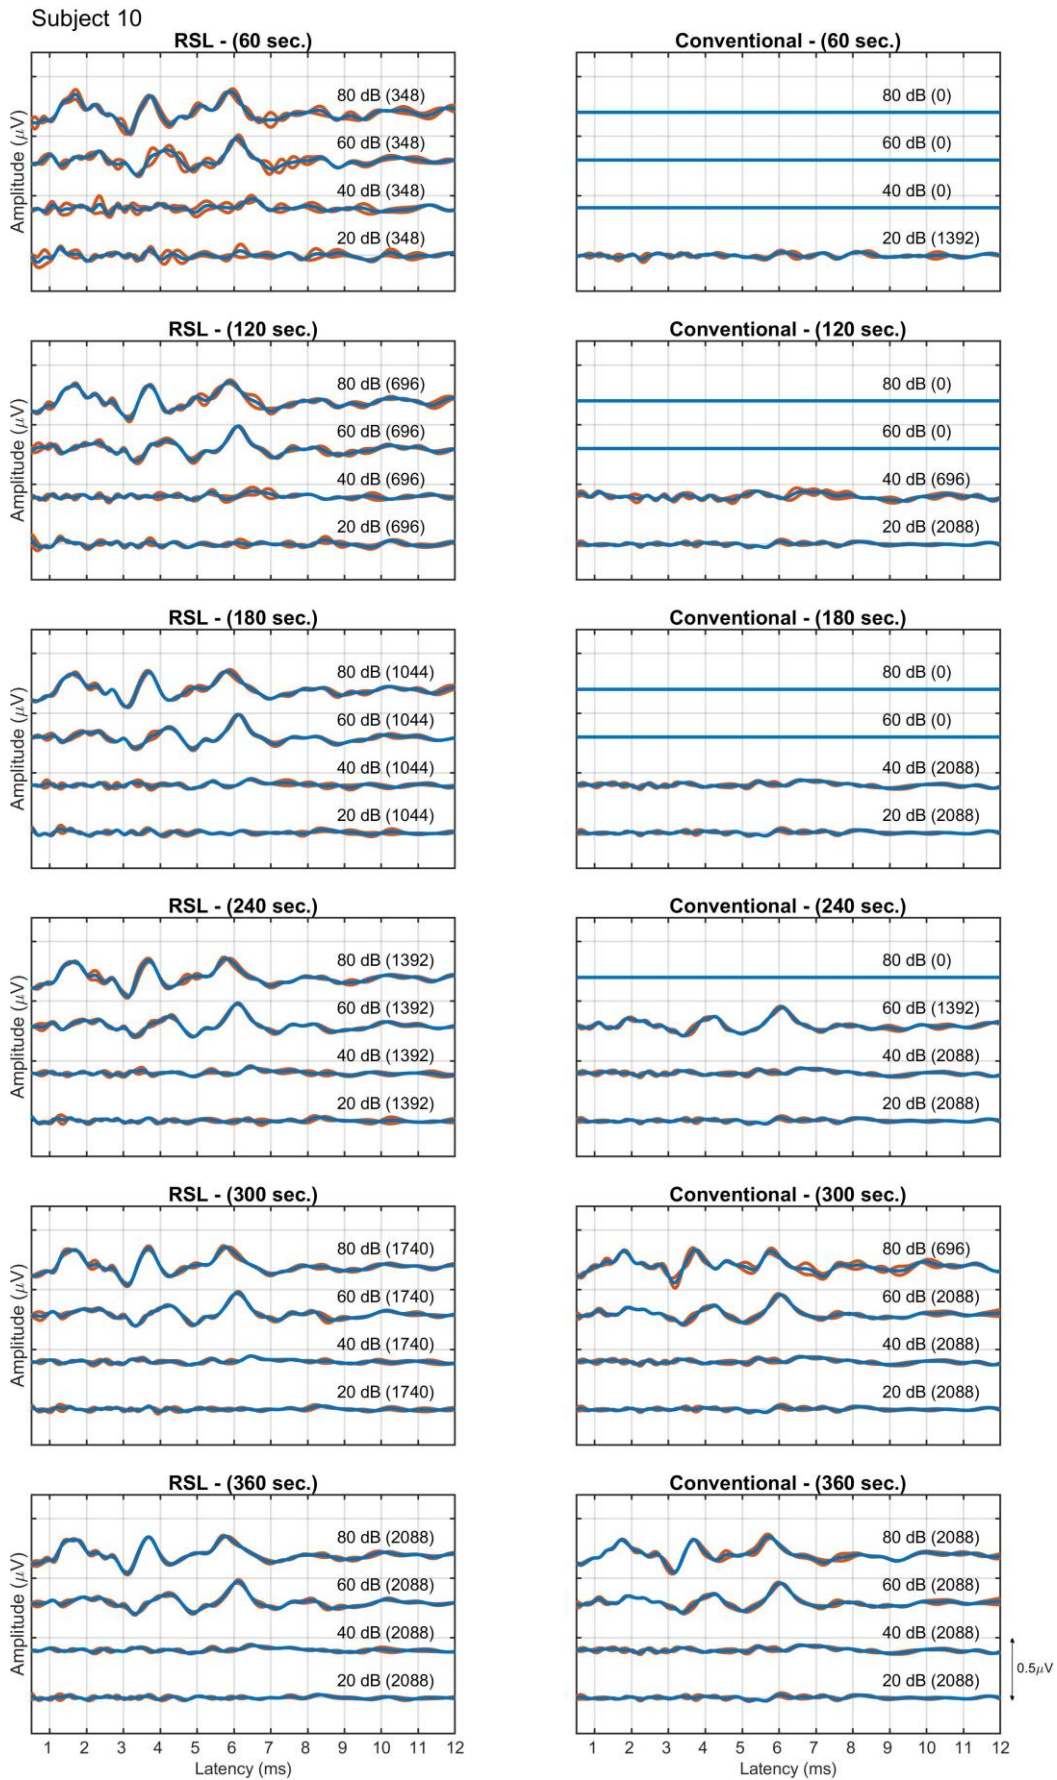 Subject 10
RSL - (60 sec.)
Conventional - (60 sec.)
Amplitude (μV)
80 dB (348)
60 dB (348)
40 dB (348)
20 dB (348)
80 dB (0)
60 dB (0)
40 dB (0)
20 dB (1392)
RSL - (120 sec.)
Conventional - (120 sec.)
Amplitude (μV)
80 dB (696)
60 dB (696)
40 dB (696)
20 dB (696)
80 dB (0)
60 dB (0)
40 dB (696)
20 dB (2088)
RSL - (180 sec.)
Conventional - (180 sec.)
Amplitude (μV)
80 dB (1044)
60 dB (1044)
40 dB (1044)
20 dB (1044)
80 dB (0)
60 dB (0)
40 dB (2088)
20 dB (2088)
RSL - (240 sec.)
Conventional - (240 sec.)
Amplitude (μV)
80 dB (1392)
60 dB (1392)
40 dB (1392)
20 dB (1392)
80 dB (0)
60 dB (1392)
40 dB (2088)
20 dB (2088)
RSL - (300 sec.)
Conventional - (300 sec.)
Amplitude (μV)
80 dB (1740)
60 dB (1740)
40 dB (1740)
20 dB (1740)
80 dB (696)
60 dB (2088)
40 dB (2088)
20 dB (2088)
RSL - (360 sec.)
Conventional - (360 sec.)
Amplitude (μV)
80 dB (2088)
60 dB (2088)
40 dB (2088)
20 dB (2088)
80 dB (2088)
60 dB (2088)
40 dB (2088)
20 dB (2088)
0.5μV
1 2 3 4 5 6 7 8 9 10 11 12
Latency (ms)
1 2 3 4 5 6 7 8 9 10 11 12
Latency (ms)